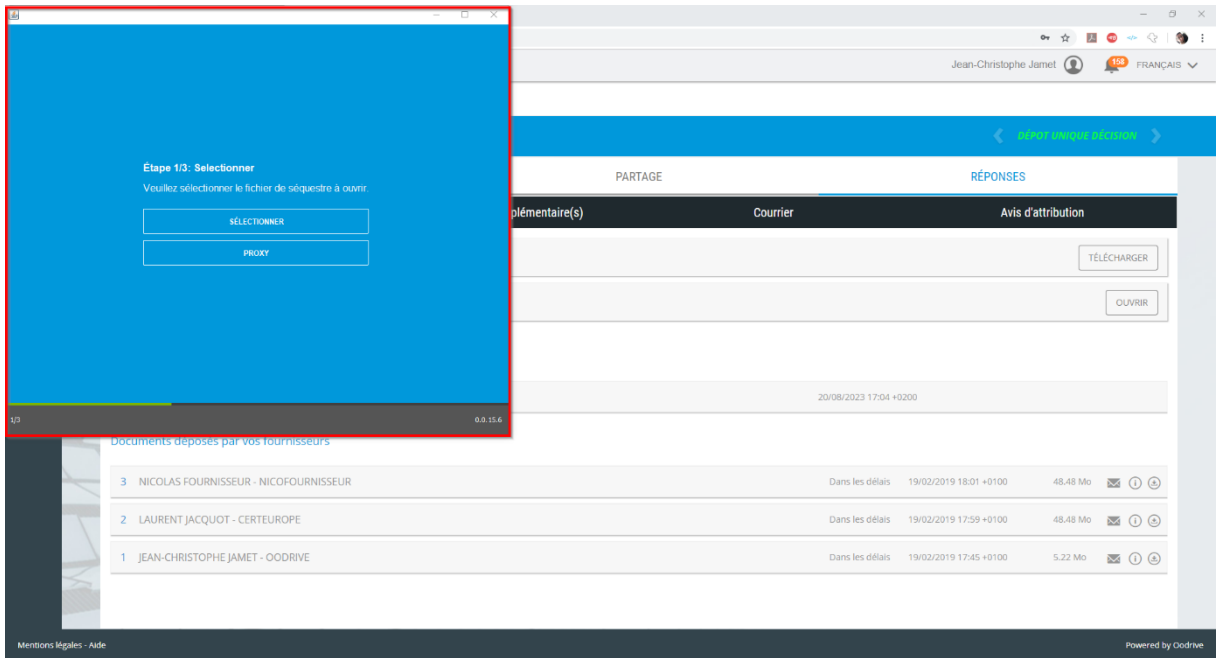 Jean-Christophe Jamet 158 FRANÇAIS
DÉPOT UNIQUE DÉCISION
Étape 1/3: Selectionner
Veuillez sélectionner le fichier de séquestre à ouvrir.
SÉLECTIONNER
PROXY
1/3 0.0.15.6
PARTAGE RÉPONSES
plémentaire(s) Courrier Avis d'attribution
TÉLÉCHARGER
OUVRIR
20/08/2023 17:04 +0200
Documents déposés par vos fournisseurs
3 NICOLAS FOURNISSEUR - NICOFOURNISSEUR Dans les délais 19/02/2019 18:01 +0100 48.48 Mo
2 LAURENT JACQUOT - CERTEUROPE Dans les délais 19/02/2019 17:59 +0100 48.48 Mo
1 JEAN-CHRISTOPHE JAMET - OODRIVE Dans les délais 19/02/2019 17:45 +0100 5.22 Mo
Mentions légales - Aide Powered by Oodrive